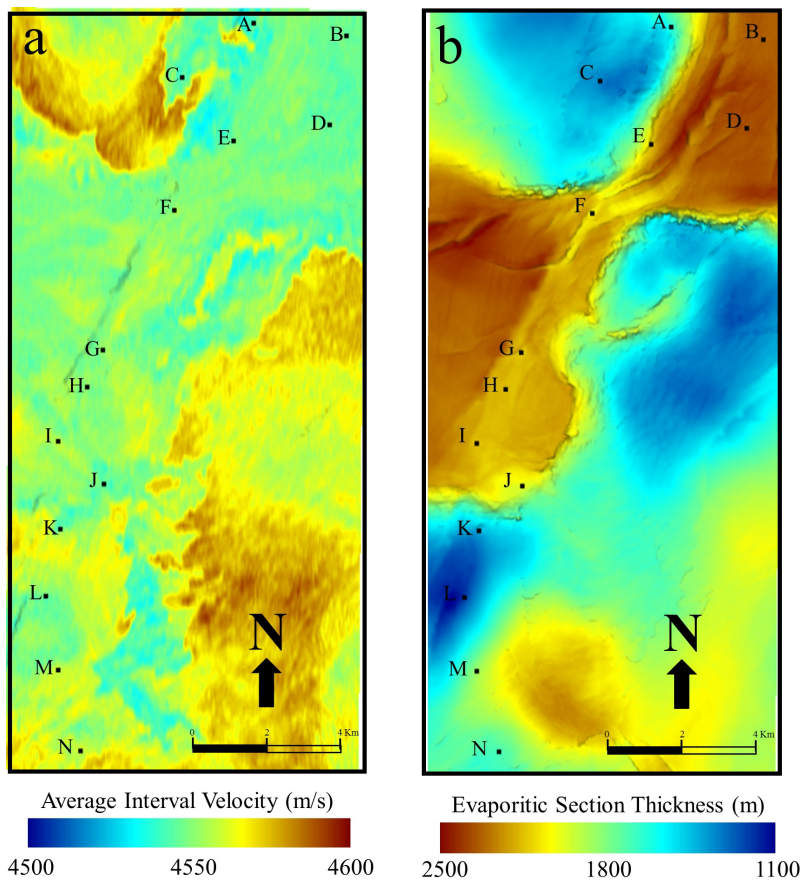 a
A
B
C
D
E
F
G
H
I
J
K
L
M
N
N
0 2 4 Km
Average Interval Velocity (m/s)
4500 4550 4600
b
A
B
C
D
E
F
G
H
I
J
K
L
M
N
N
0 2 4 Km
Evaporitic Section Thickness (m)
2500 1800 1100